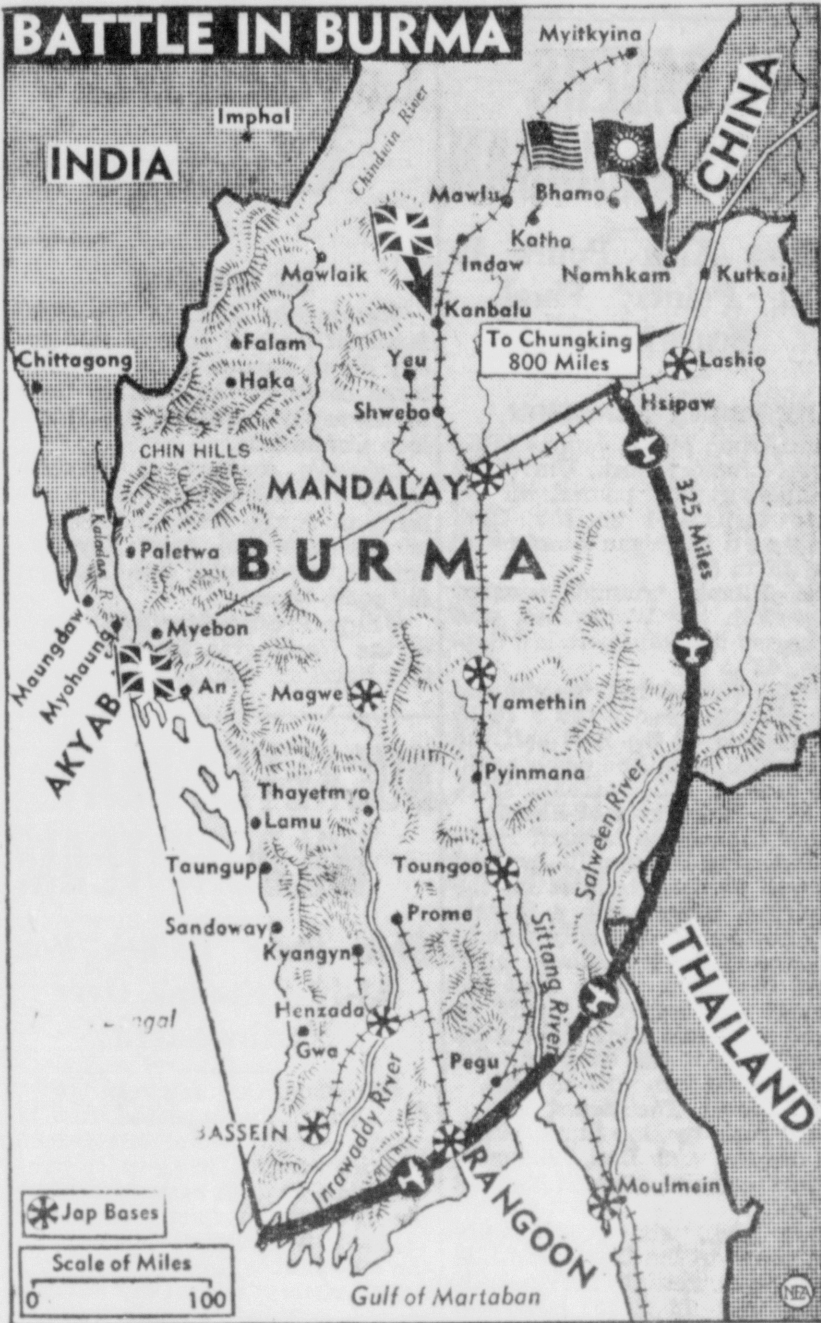 BATTLE IN BURMA
Myitkyina
CHINA
Imphal
INDIA
Chindwin River
Mawlu
Bhamo
Katha
Indaw
Mawlaik
Namhkam
Kutkai
Kanbalu
To Chungking
800 Miles
Falam
Yeu
Lashio
Chittagong
Haka
Shwebo
Hsipaw
CHIN HILLS
MANDALAY
325 Miles
Kaladan R
Paletwa
BURMA
Maungdaw
Myohaung
Myebon
AKYAB
An
Magwe
Yamethin
Pyinmana
Thayetmyo
Lamu
Salween River
Taungup
Toungoo
Prome
Sandoway
Kyangyn
Sittang River
THAILAND
Henzada
Gwa
Pegu
BASSEIN
Irrawaddy River
RANGOON
Moulmein
Jap Bases
Scale of Miles
0 100
Gulf of Martaban
NEA